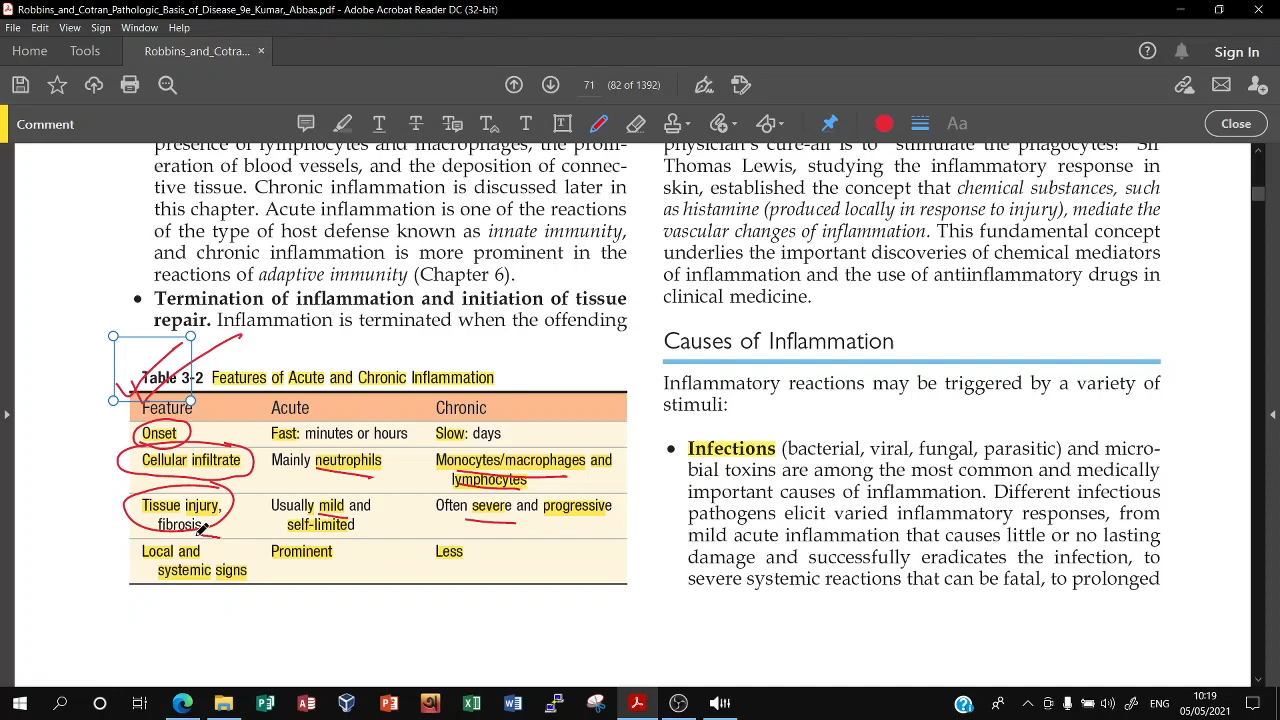 Robbins_and_Cotran_Pathologic_Basis_of_Disease_9e_Kumar_Abbas.pdf - Adobe Acrobat Reader DC (32-bit)
File Edit View Sign Window Help
Home Tools Robbins_and_Cotran... × Sign In
71 (82 of 1392)
Comment Aa Close
presence of lymphocytes and macrophages, the prolif-
eration of blood vessels, and the deposition of connec-
tive tissue. Chronic inflammation is discussed later in
this chapter. Acute inflammation is one of the reactions
of the type of host defense known as innate immunity,
and chronic inflammation is more prominent in the
reactions of adaptive immunity (Chapter 6).
• Termination of inflammation and initiation of tissue
repair. Inflammation is terminated when the offending
Table 3-2 Features of Acute and Chronic Inflammation
Feature Acute Chronic
Onset Fast: minutes or hours Slow: days
Cellular infiltrate Mainly neutrophils Monocytes/macrophages and
lymphocytes
Tissue injury, Usually mild and Often severe and progressive
fibrosis self-limited
Local and Prominent Less
systemic signs
physician's cure-all is to "stimulate the phagocytes!" Sir
Thomas Lewis, studying the inflammatory response in
skin, established the concept that chemical substances, such
as histamine (produced locally in response to injury), mediate the
vascular changes of inflammation. This fundamental concept
underlies the important discoveries of chemical mediators
of inflammation and the use of antiinflammatory drugs in
clinical medicine.
Causes of Inflammation
Inflammatory reactions may be triggered by a variety of
stimuli:
• Infections (bacterial, viral, fungal, parasitic) and micro-
bial toxins are among the most common and medically
important causes of inflammation. Different infectious
pathogens elicit varied inflammatory responses, from
mild acute inflammation that causes little or no lasting
damage and successfully eradicates the infection, to
severe systemic reactions that can be fatal, to prolonged
ENG
10:19
05/05/2021